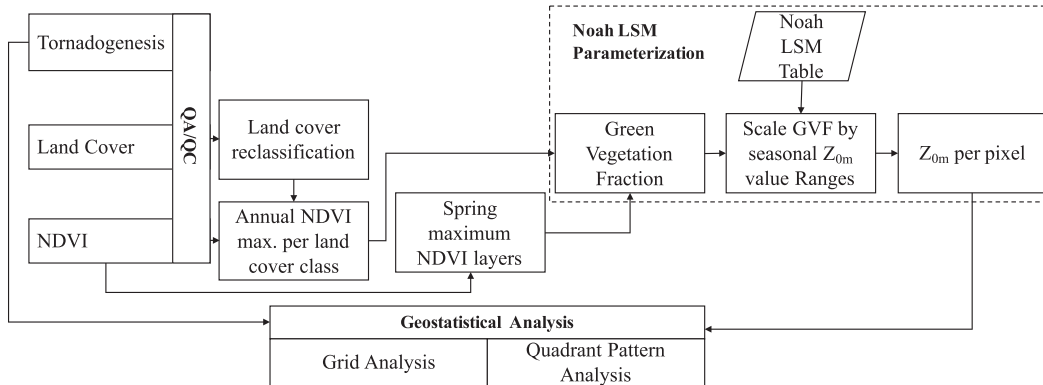 Tornadogenesis
Land Cover
NDVI
QA/QC
Land cover
reclassification
Annual NDVI
max. per land
cover class
Spring
maximum
NDVI layers
Noah LSM
Parameterization
Noah
LSM
Table
Green
Vegetation
Fraction
Scale GVF by
seasonal Z0m
value Ranges
Z0m per pixel
Geostatistical Analysis
Grid Analysis
Quadrant Pattern
Analysis